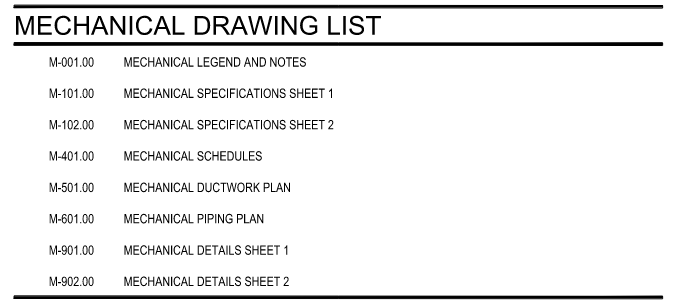 MECHANICAL DRAWING LIST
M-001.00 MECHANICAL LEGEND AND NOTES
M-101.00 MECHANICAL SPECIFICATIONS SHEET 1
M-102.00 MECHANICAL SPECIFICATIONS SHEET 2
M-401.00 MECHANICAL SCHEDULES
M-501.00 MECHANICAL DUCTWORK PLAN
M-601.00 MECHANICAL PIPING PLAN
M-901.00 MECHANICAL DETAILS SHEET 1
M-902.00 MECHANICAL DETAILS SHEET 2